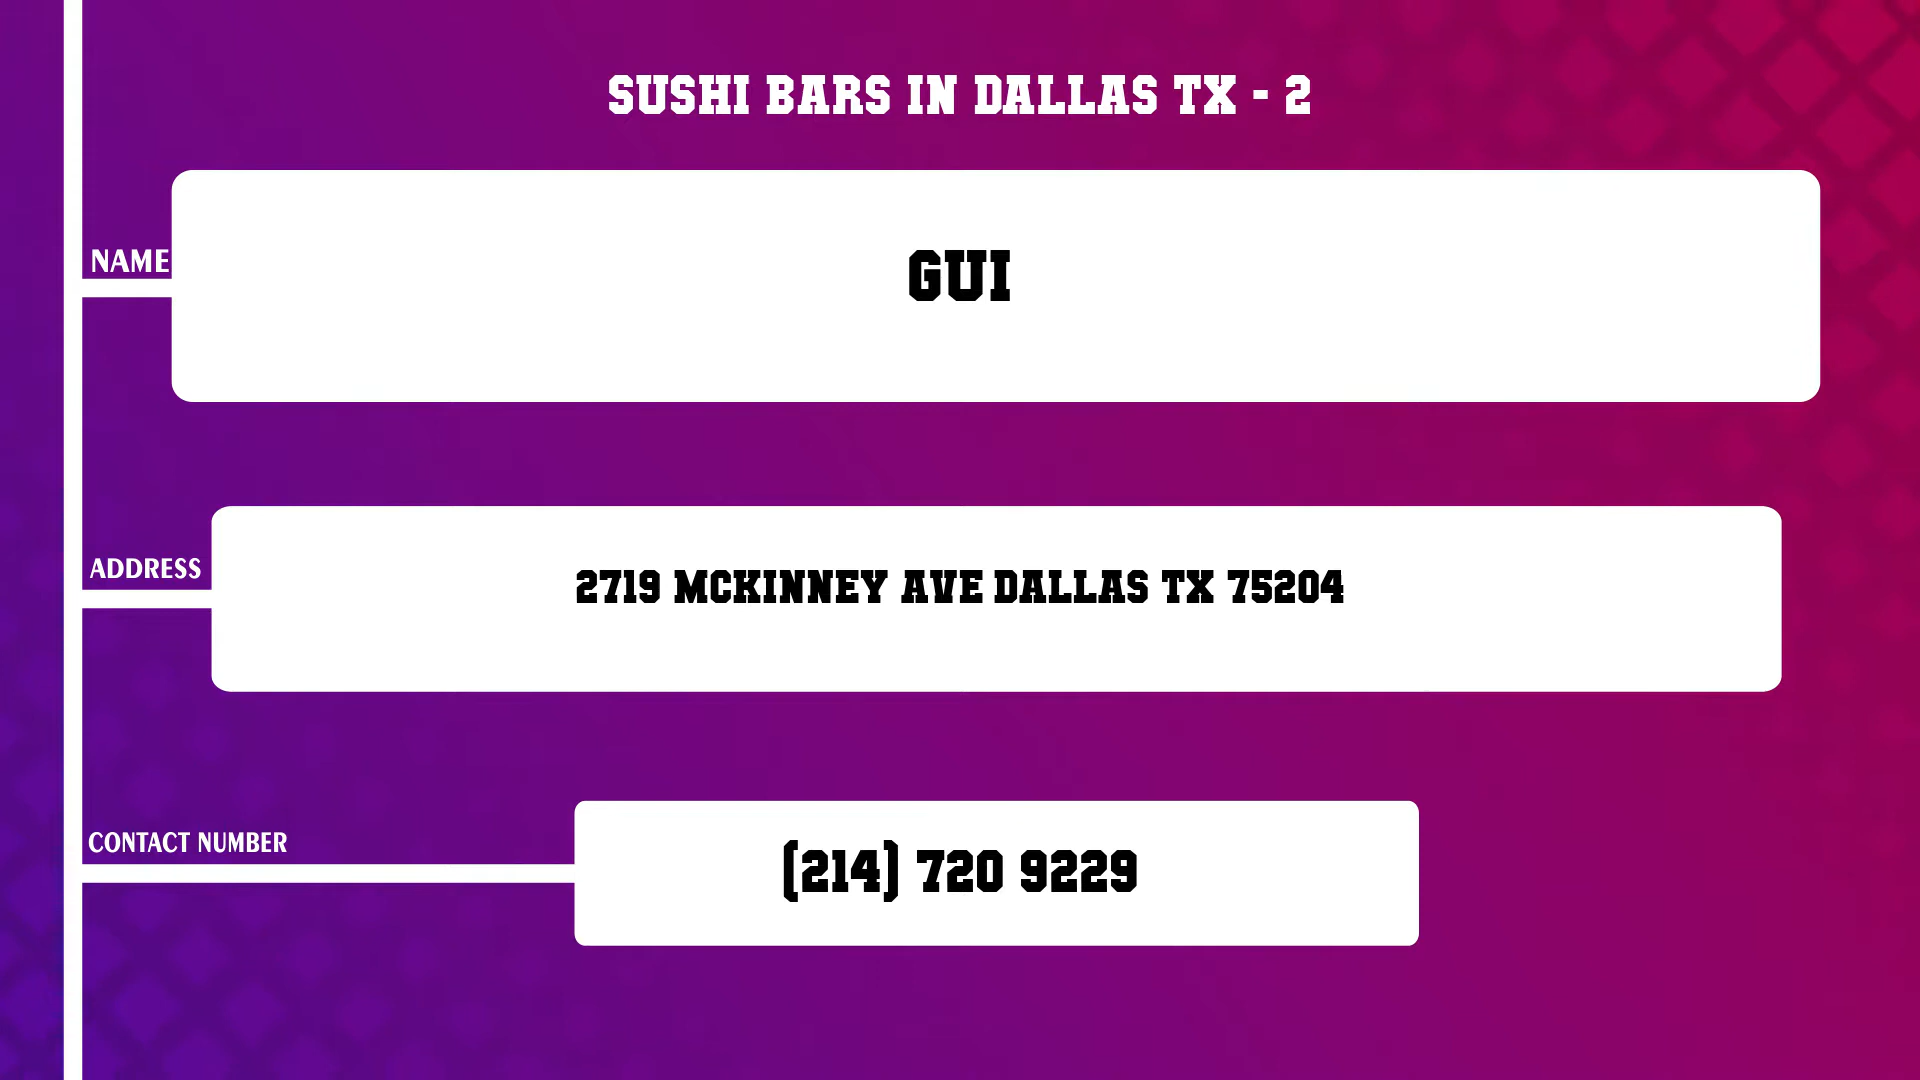 SUSHI BARS IN DALLAS TX - 2
NAME
GUI
ADDRESS
2719 MCKINNEY AVE DALLAS TX 75204
CONTACT NUMBER
(214) 720 9229